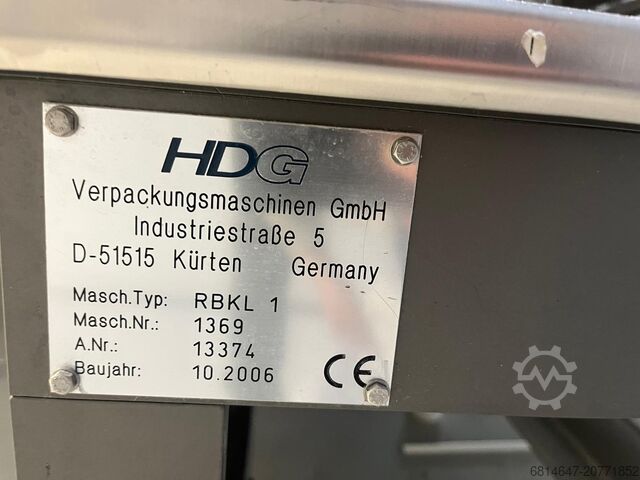 HDG
Verpackungsmaschinen GmbH
Industriestraße 5
D-51515 Kürten Germany
Masch.Typ: RBKL 1
Masch.Nr.: 1369
A.Nr.: 13374
Baujahr: 10.2006
CE
6814647-20771852